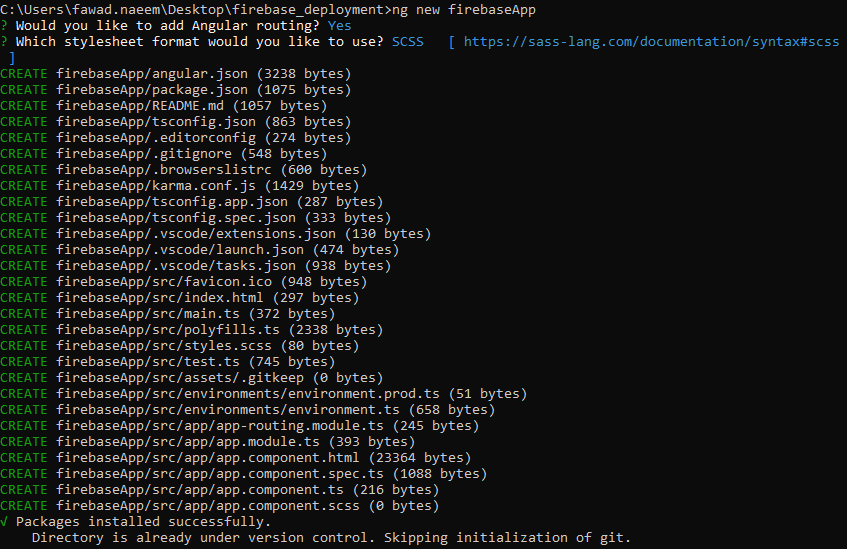 C:\Users\fawad.naeem\Desktop\firebase_deployment>ng new firebaseApp
? Would you like to add Angular routing? Yes
? Which stylesheet format would you like to use? SCSS   [ https://sass-lang.com/documentation/syntax#scss
 ]
CREATE firebaseApp/angular.json (3238 bytes)
CREATE firebaseApp/package.json (1075 bytes)
CREATE firebaseApp/README.md (1057 bytes)
CREATE firebaseApp/tsconfig.json (863 bytes)
CREATE firebaseApp/.editorconfig (274 bytes)
CREATE firebaseApp/.gitignore (548 bytes)
CREATE firebaseApp/.browserslistrc (600 bytes)
CREATE firebaseApp/karma.conf.js (1429 bytes)
CREATE firebaseApp/tsconfig.app.json (287 bytes)
CREATE firebaseApp/tsconfig.spec.json (333 bytes)
CREATE firebaseApp/.vscode/extensions.json (130 bytes)
CREATE firebaseApp/.vscode/launch.json (474 bytes)
CREATE firebaseApp/.vscode/tasks.json (938 bytes)
CREATE firebaseApp/src/favicon.ico (948 bytes)
CREATE firebaseApp/src/index.html (297 bytes)
CREATE firebaseApp/src/main.ts (372 bytes)
CREATE firebaseApp/src/polyfills.ts (2338 bytes)
CREATE firebaseApp/src/styles.scss (80 bytes)
CREATE firebaseApp/src/test.ts (745 bytes)
CREATE firebaseApp/src/assets/.gitkeep (0 bytes)
CREATE firebaseApp/src/environments/environment.prod.ts (51 bytes)
CREATE firebaseApp/src/environments/environment.ts (658 bytes)
CREATE firebaseApp/src/app/app-routing.module.ts (245 bytes)
CREATE firebaseApp/src/app/app.module.ts (393 bytes)
CREATE firebaseApp/src/app/app.component.html (23364 bytes)
CREATE firebaseApp/src/app/app.component.spec.ts (1088 bytes)
CREATE firebaseApp/src/app/app.component.ts (216 bytes)
CREATE firebaseApp/src/app/app.component.scss (0 bytes)
√ Packages installed successfully.
    Directory is already under version control. Skipping initialization of git.